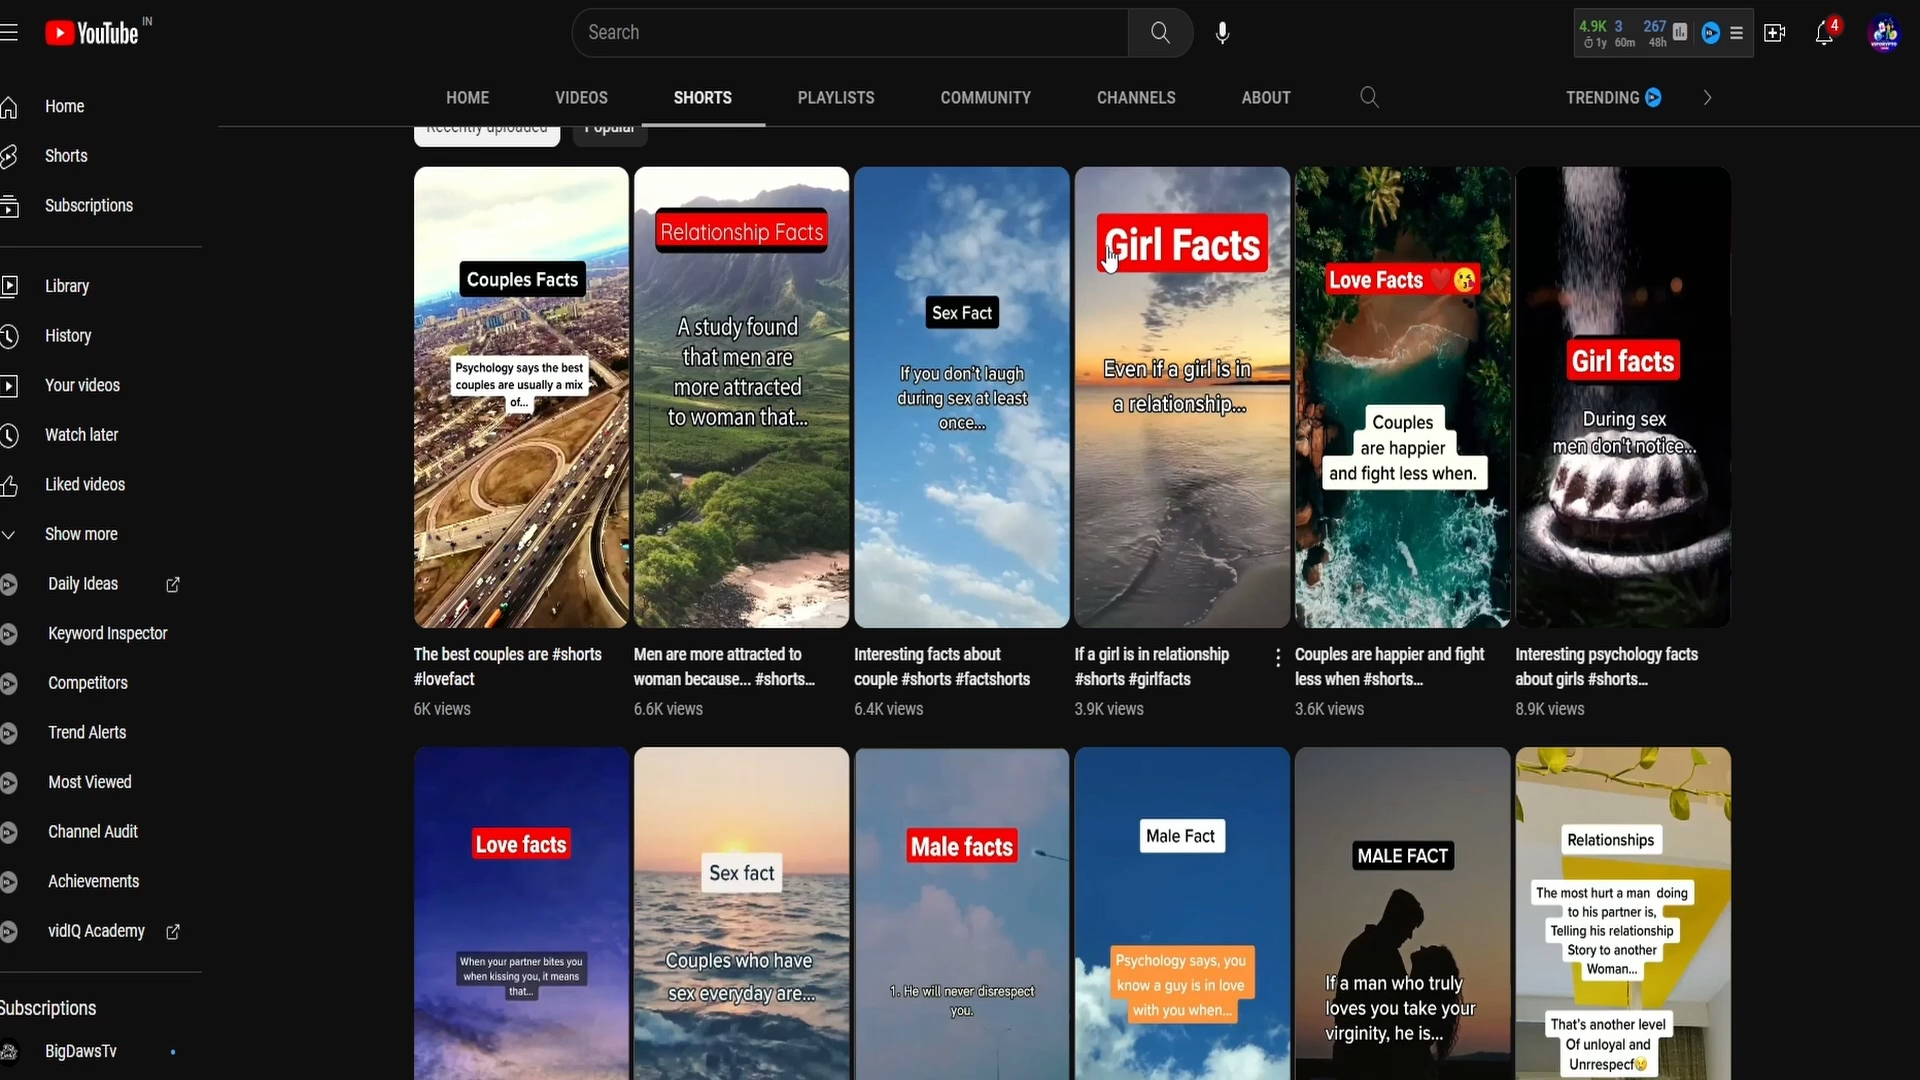 YouTube IN
Search
4.9K 3 267
1y 60m 48h
4
HOME VIDEOS SHORTS PLAYLISTS COMMUNITY CHANNELS ABOUT TRENDING
Recently uploaded Popular
Home
Shorts
Subscriptions
Library
History
Your videos
Watch later
Liked videos
Show more
Daily Ideas
Keyword Inspector
Competitors
Trend Alerts
Most Viewed
Channel Audit
Achievements
vidIQ Academy
Subscriptions
BigDawsTv
Couples Facts
Psychology says the best
couples are usually a mix
of...
The best couples are #shorts
#lovefact
6K views
Relationship Facts
A study found
that men are
more attracted
to woman that...
Men are more attracted to
woman because... #shorts...
6.6K views
Sex Fact
If you don't laugh
during sex at least
once...
Interesting facts about
couple #shorts #factshorts
6.4K views
Girl Facts
Even if a girl is in
a relationship...
If a girl is in relationship
#shorts #girlfacts
3.9K views
Love Facts ❤️😘
Couples
are happier
and fight less when.
Couples are happier and fight
less when #shorts...
3.6K views
Girl facts
During sex
men don't notice...
Interesting psychology facts
about girls #shorts...
8.9K views
Love facts
When your partner bites you
when kissing you, it means
that...
Sex fact
Couples who have
sex everyday are...
Male facts
1. He will never disrespect
you.
Male Fact
Psychology says, you
know a guy is in love
with you when...
MALE FACT
If a man who truly
loves you take your
virginity, he is...
Relationships
The most hurt a man doing
to his partner is,
Telling his relationship
Story to another
Woman...
That's another level
Of unloyal and
Unrrespecf😢